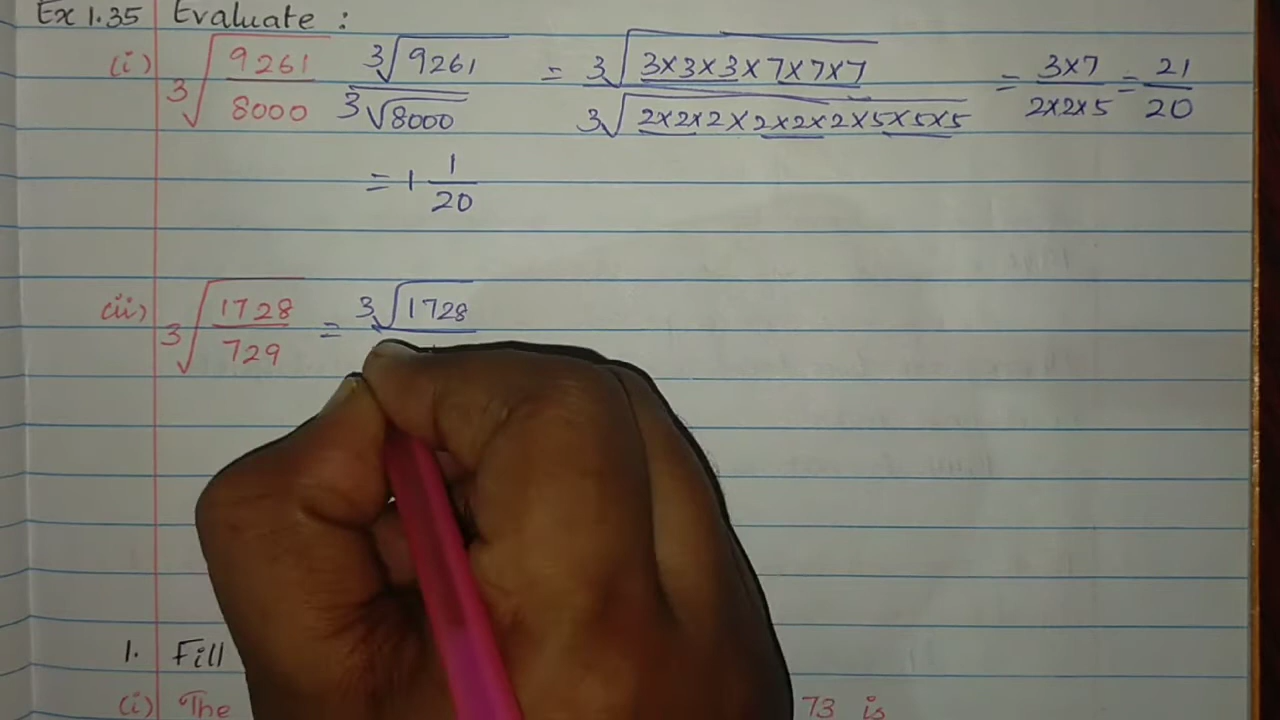 Ex 1.35 Evaluate :
(i) ∛(9261/8000) ∛9261/∛8000 = ∛(3×3×3×7×7×7)/∛(2×2×2×2×2×2×5×5×5) = 3×7/2×2×5 = 21/20
= 1 1/20
(ii) ∛(1728/729) = ∛1728
1. Fill
(i) The 73 is